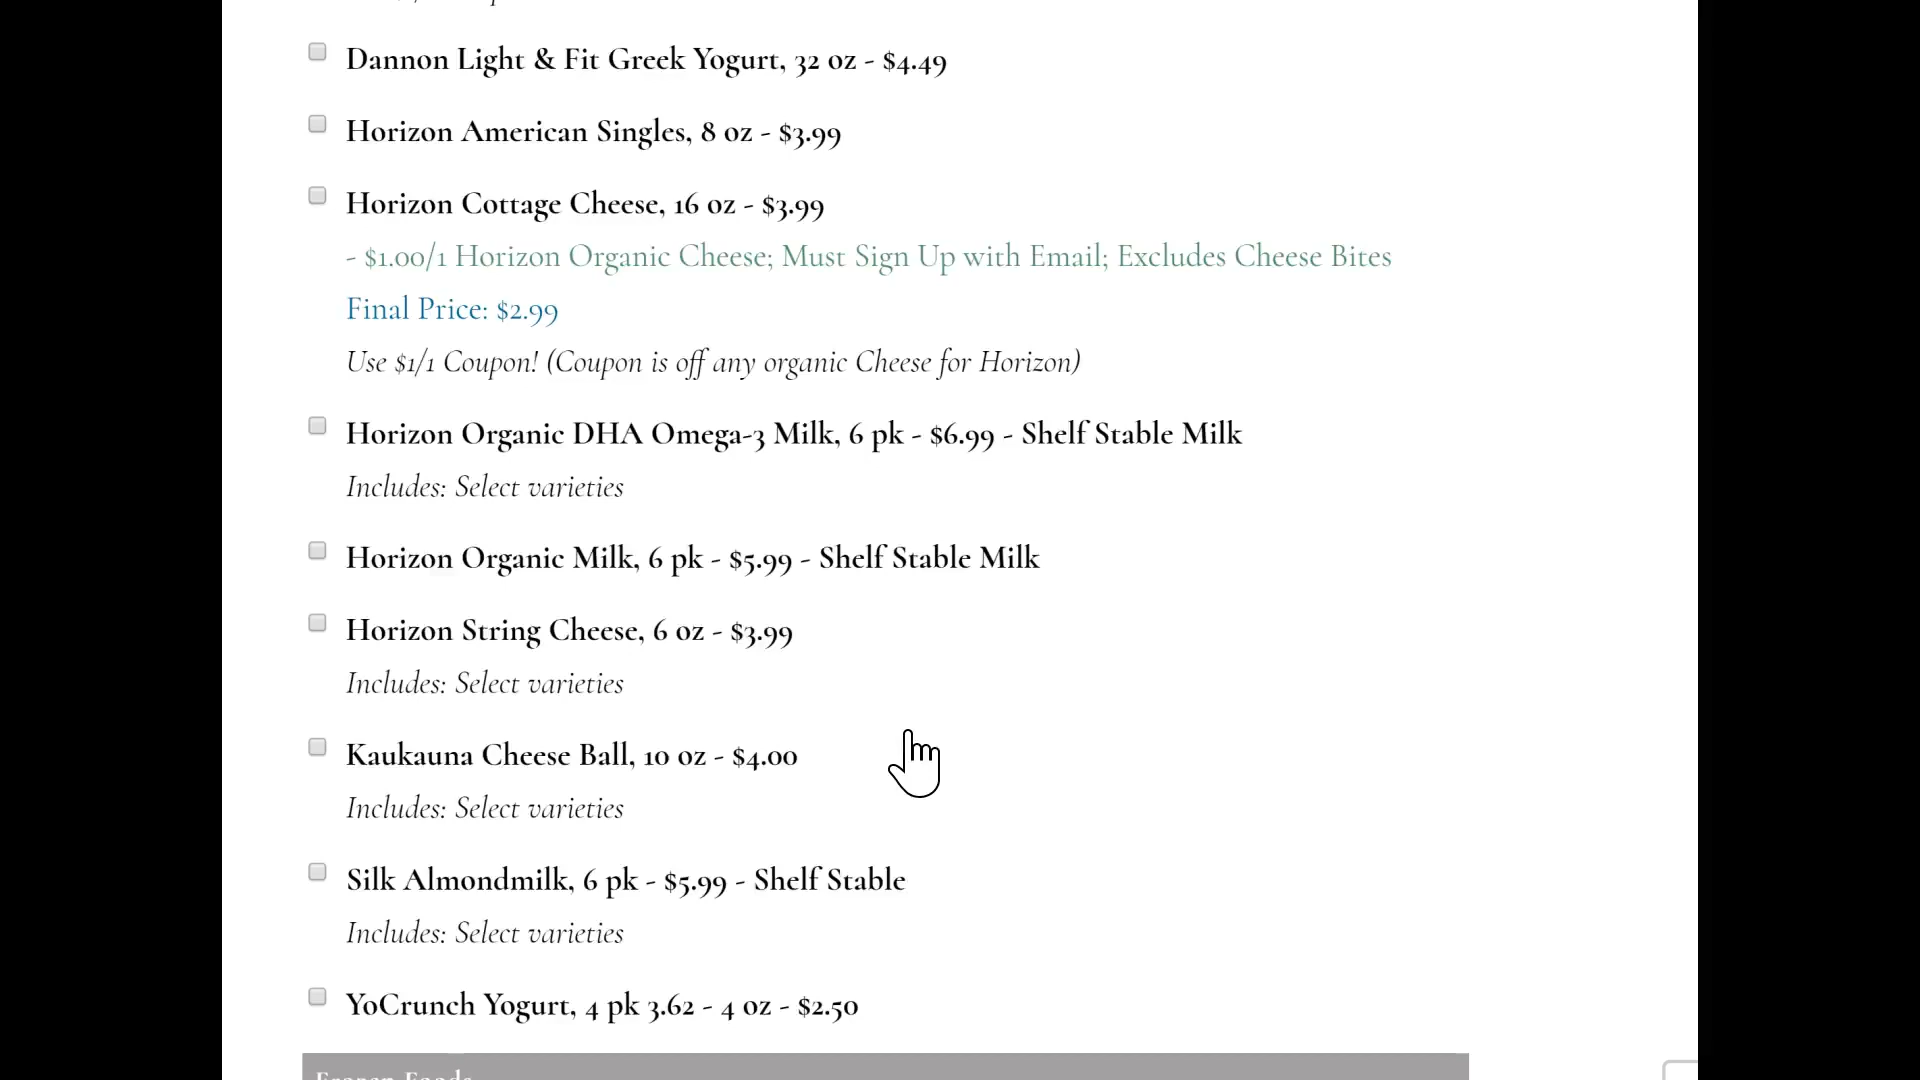 Dannon Light & Fit Greek Yogurt, 32 oz - $4.49
Horizon American Singles, 8 oz - $3.99
Horizon Cottage Cheese, 16 oz - $3.99
- $1.00/1 Horizon Organic Cheese; Must Sign Up with Email; Excludes Cheese Bites
Final Price: $2.99
Use $1/1 Coupon! (Coupon is off any organic Cheese for Horizon)
Horizon Organic DHA Omega-3 Milk, 6 pk - $6.99 - Shelf Stable Milk
Includes: Select varieties
Horizon Organic Milk, 6 pk - $5.99 - Shelf Stable Milk
Horizon String Cheese, 6 oz - $3.99
Includes: Select varieties
Kaukauna Cheese Ball, 10 oz - $4.00
Includes: Select varieties
Silk Almondmilk, 6 pk - $5.99 - Shelf Stable
Includes: Select varieties
YoCrunch Yogurt, 4 pk 3.62 - 4 oz - $2.50
Frozen Foods